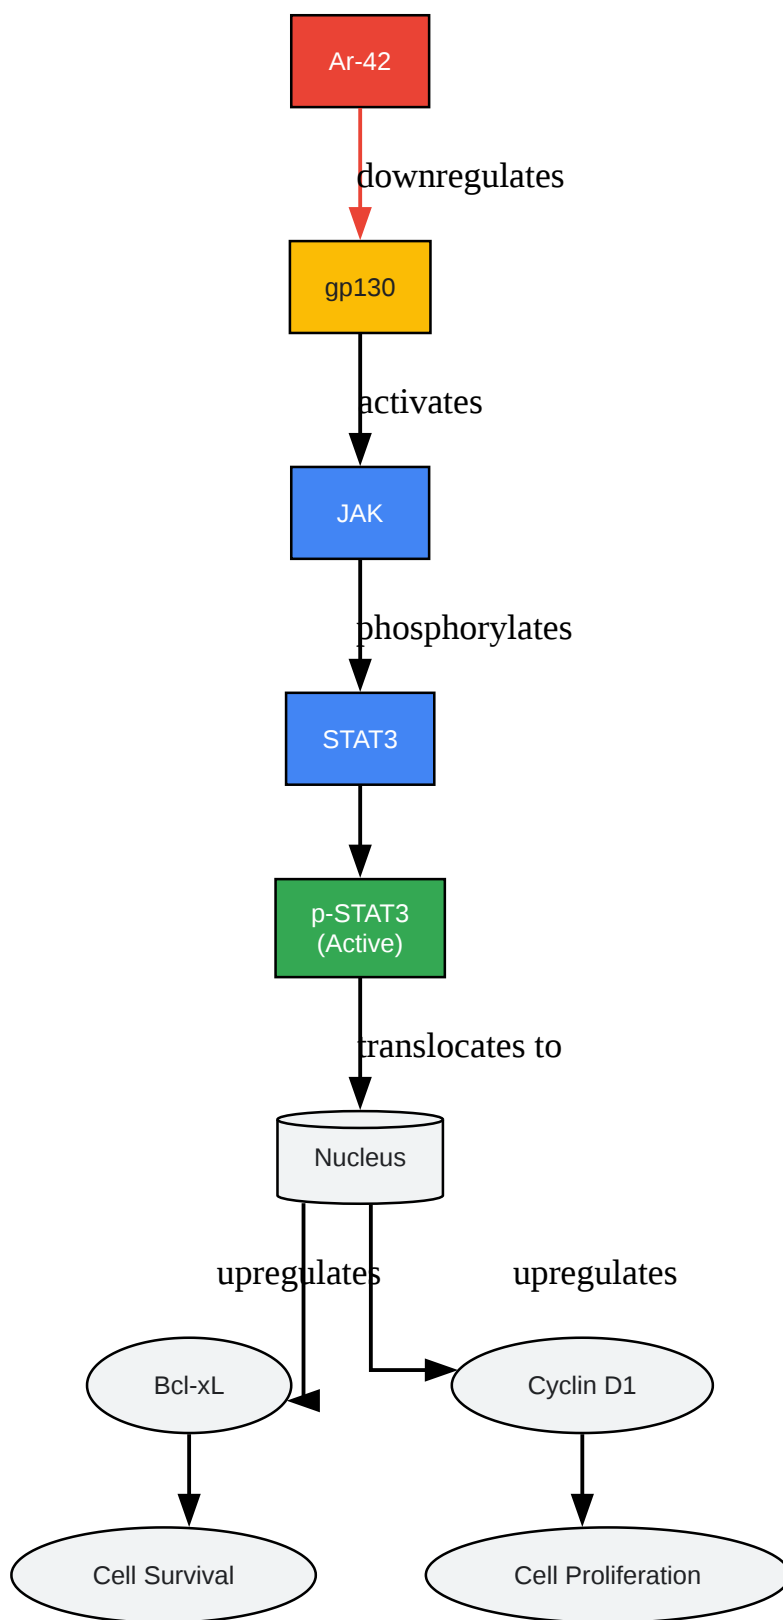 Ar-42
downregulates
gp130
activates
JAK
phosphorylates
STAT3
p-STAT3
(Active)
translocates to
Nucleus
upregulates
upregulates
Bcl-xL
Cyclin D1
Cell Survival
Cell Proliferation